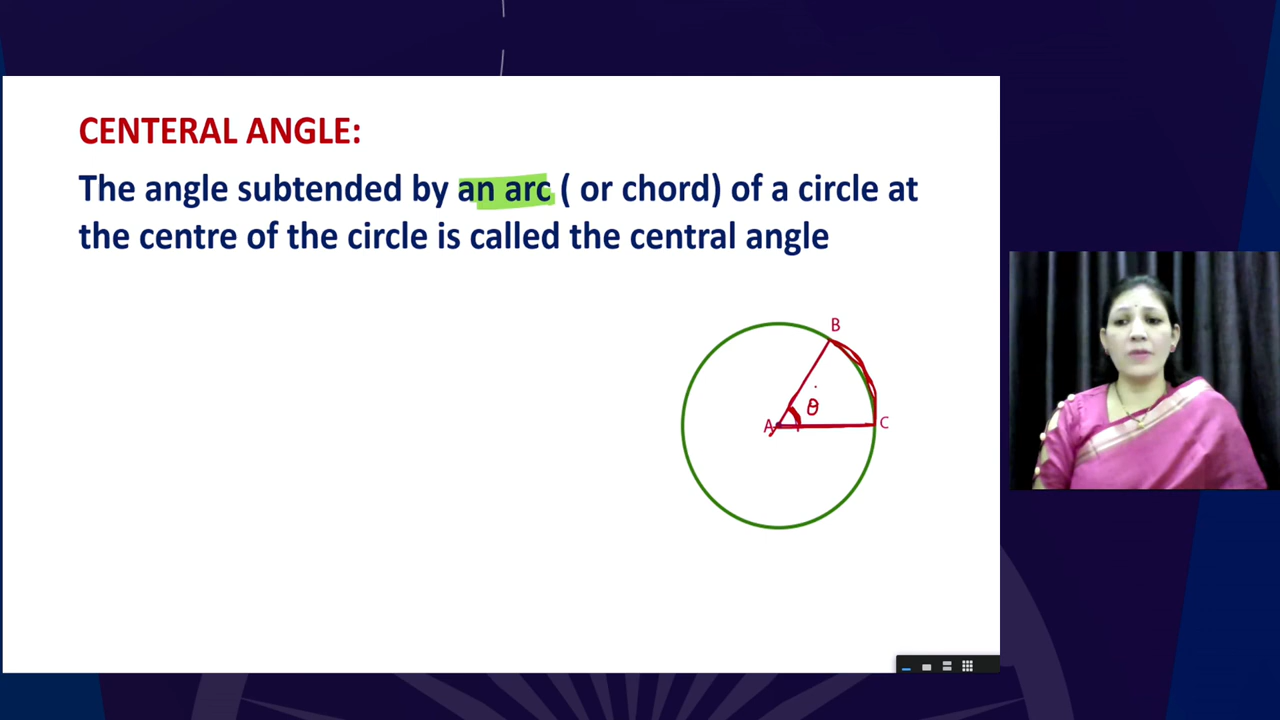 CENTERAL ANGLE:
The angle subtended by an arc ( or chord) of a circle at
the centre of the circle is called the central angle
B
θ
A
C